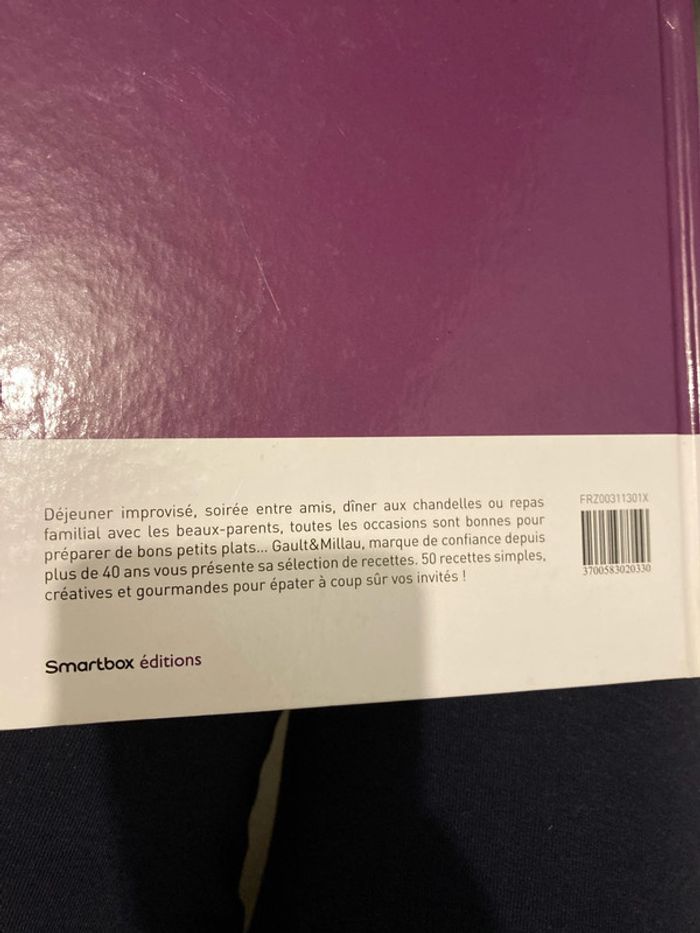 Déjeuner improvisé, soirée entre amis, dîner aux chandelles ou repas
familial avec les beaux-parents, toutes les occasions sont bonnes pour
préparer de bons petits plats... Gault&Millau, marque de confiance depuis
plus de 40 ans vous présente sa sélection de recettes. 50 recettes simples,
créatives et gourmandes pour épater à coup sûr vos invités !
FRZ00311301X
3700583020330
Smartbox éditions